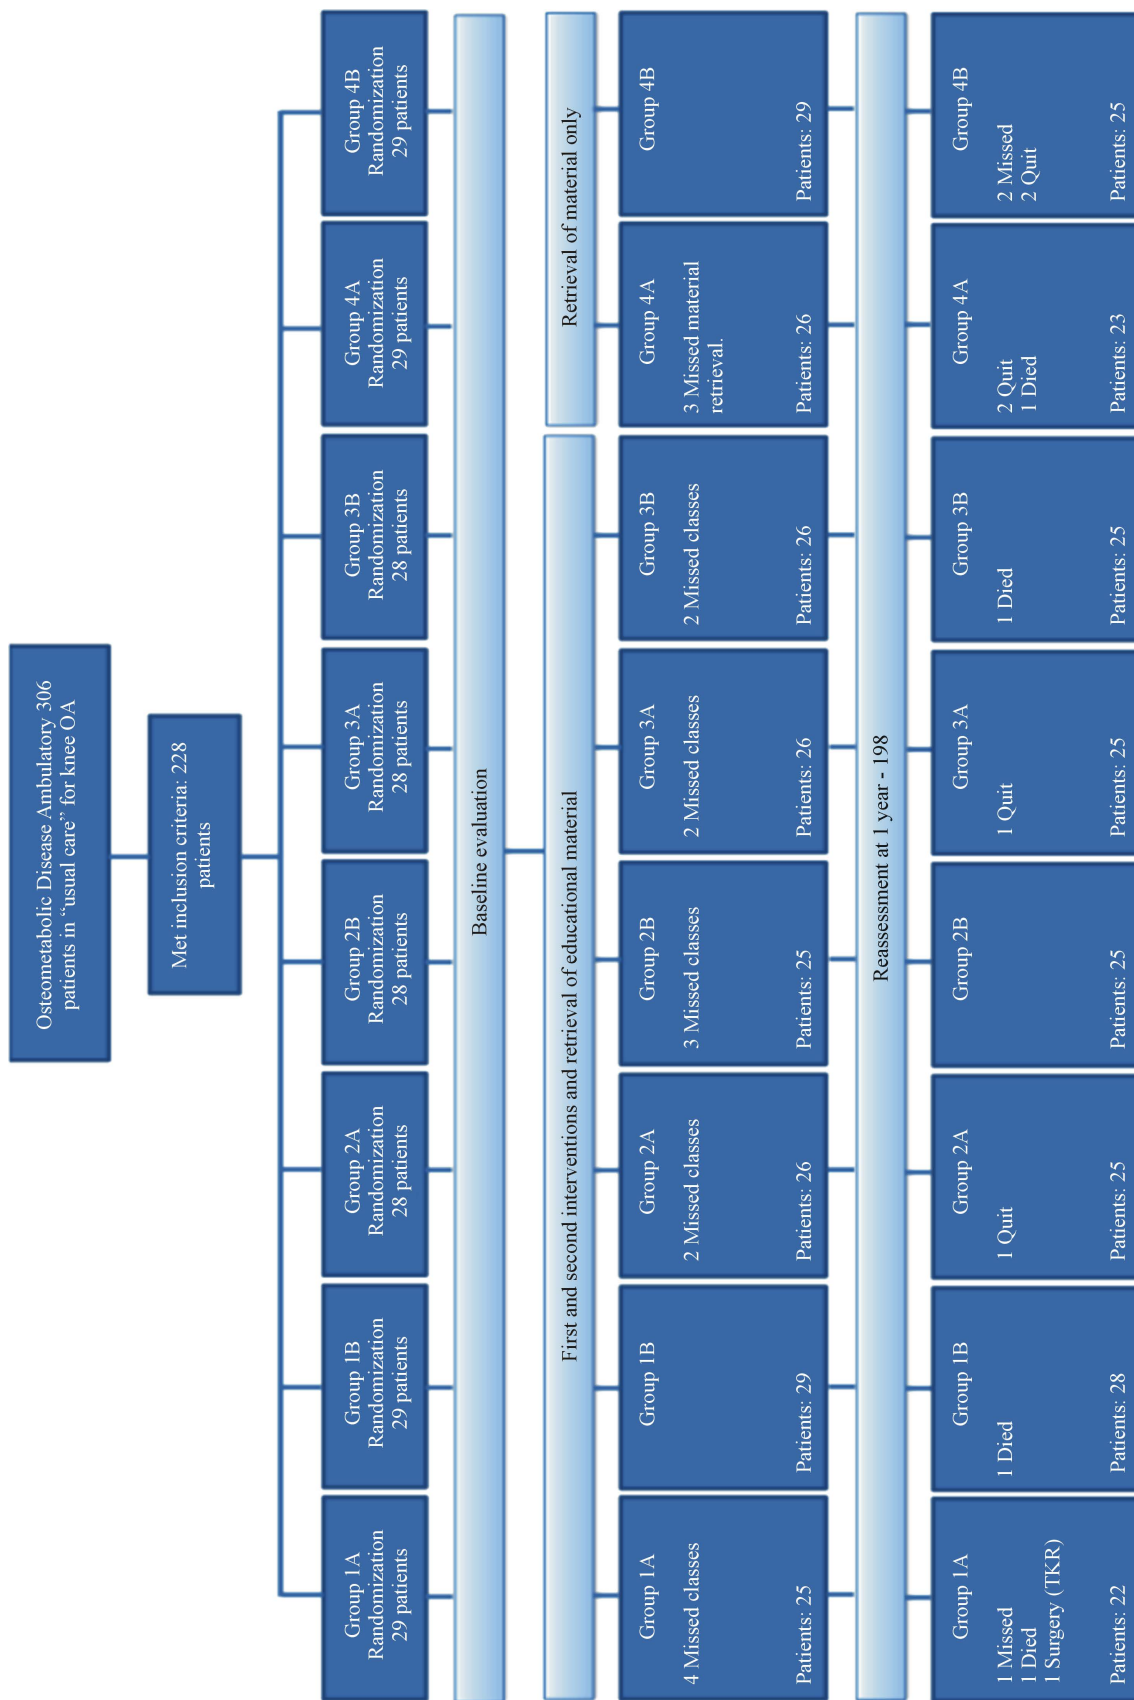 Osteometabolic Disease Ambulatory 306
patients in “usual care” for knee OA
Met inclusion criteria: 228
patients
Group 1A
Randomization
29 patients
Group 1B
Randomization
29 patients
Group 2A
Randomization
28 patients
Group 2B
Randomization
28 patients
Group 3A
Randomization
28 patients
Group 3B
Randomization
28 patients
Group 4A
Randomization
29 patients
Group 4B
Randomization
29 patients
Baseline evaluation
First and second interventions and retrieval of educational material
Retrieval of material only
Group 1A
4 Missed classes
Patients: 25
Group 1B
Patients: 29
Group 2A
2 Missed classes
Patients: 26
Group 2B
3 Missed classes
Patients: 25
Group 3A
2 Missed classes
Patients: 26
Group 3B
2 Missed classes
Patients: 26
Group 4A
3 Missed material
retrieval.
Patients: 26
Group 4B
Patients: 29
Reassessment at 1 year - 198
Group 1A
1 Missed
1 Died
1 Surgery (TKR)
Patients: 22
Group 1B
1 Died
Patients: 28
Group 2A
1 Quit
Patients: 25
Group 2B
Patients: 25
Group 3A
1 Quit
Patients: 25
Group 3B
1 Died
Patients: 25
Group 4A
2 Quit
1 Died
Patients: 23
Group 4B
2 Missed
2 Quit
Patients: 25